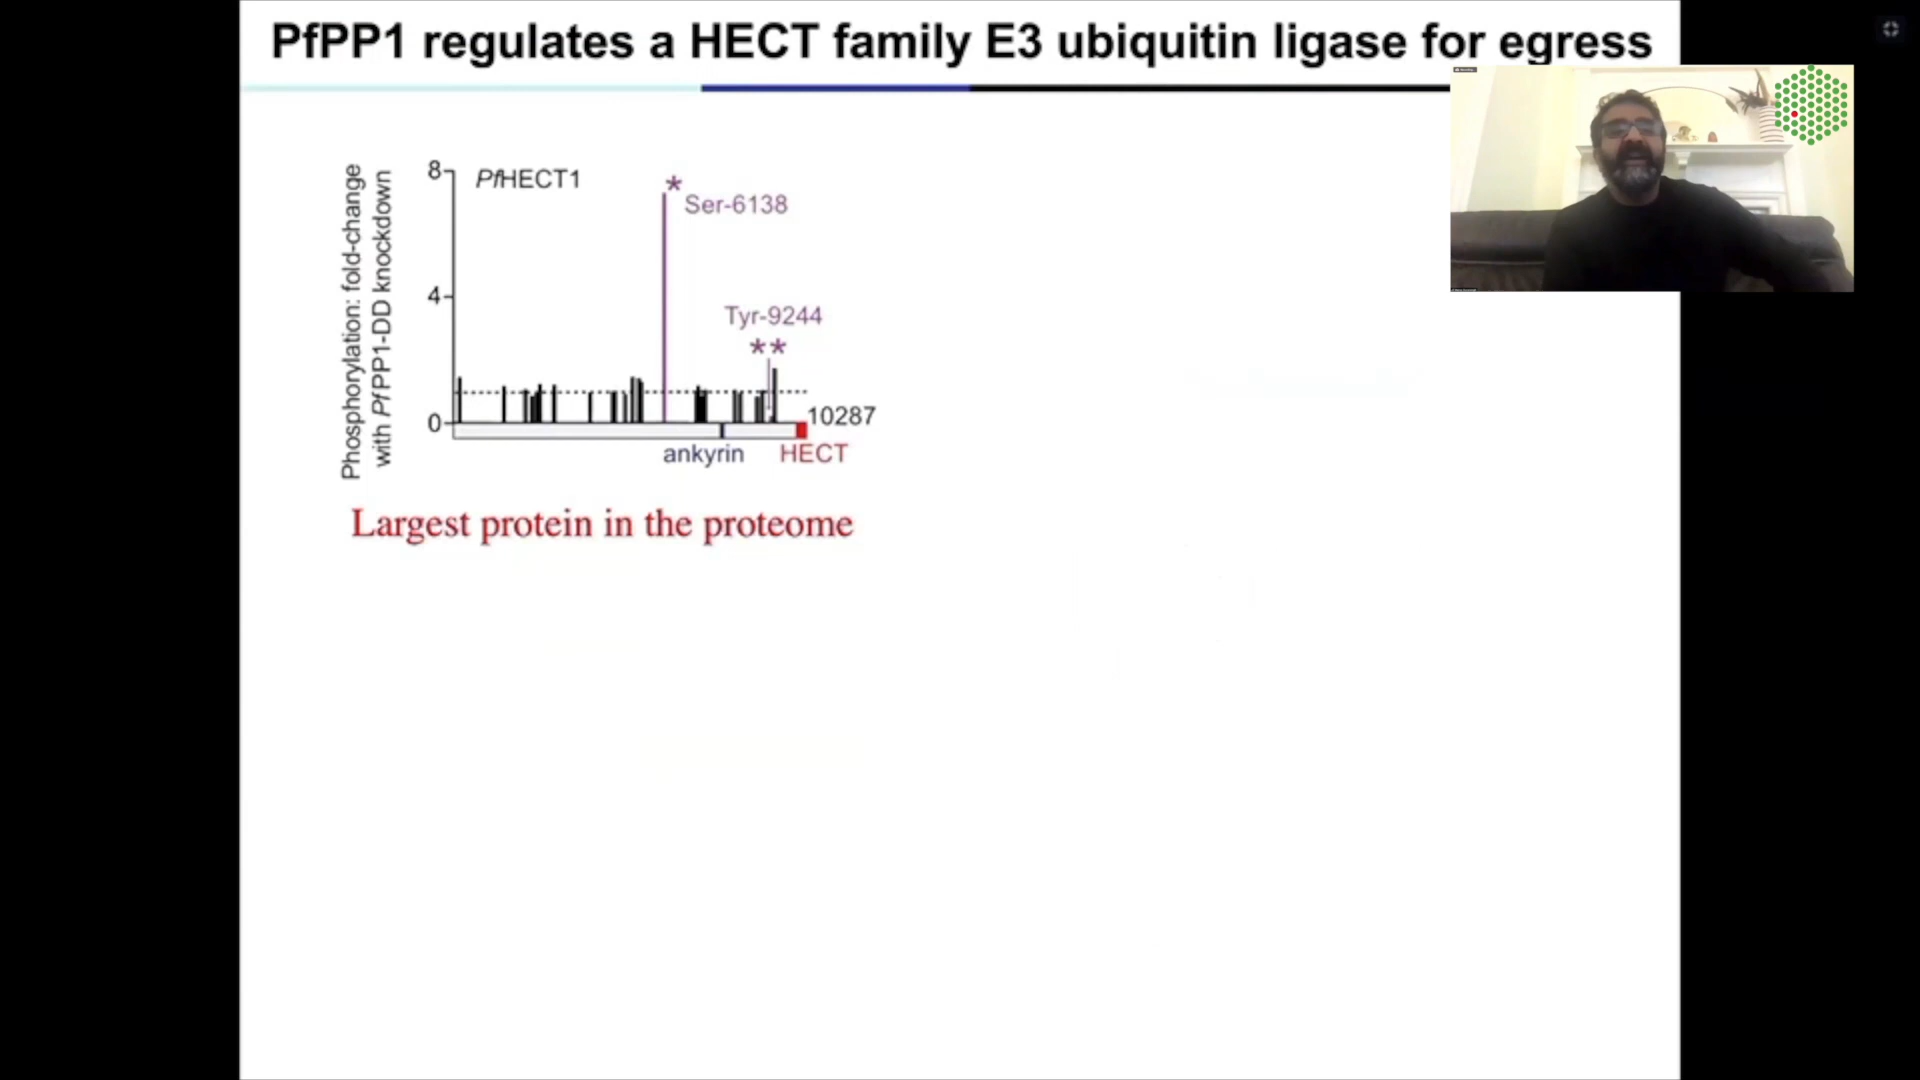 PfPP1 regulates a HECT family E3 ubiquitin ligase for egress
Phosphorylation: fold-change
with PfPP1-DD knockdown
8
4
0
PfHECT1
*
Ser-6138
Tyr-9244
**
10287
ankyrin
HECT
Largest protein in the proteome